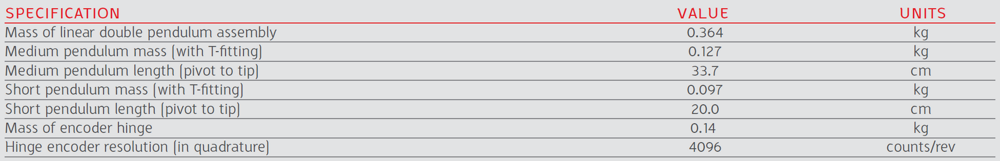 SPECIFICATION VALUE UNITS
Mass of linear double pendulum assembly 0.364 kg
Medium pendulum mass (with T-fitting) 0.127 kg
Medium pendulum length (pivot to tip) 33.7 cm
Short pendulum mass (with T-fitting) 0.097 kg
Short pendulum length (pivot to tip) 20.0 cm
Mass of encoder hinge 0.14 kg
Hinge encoder resolution (in quadrature) 4096 counts/rev